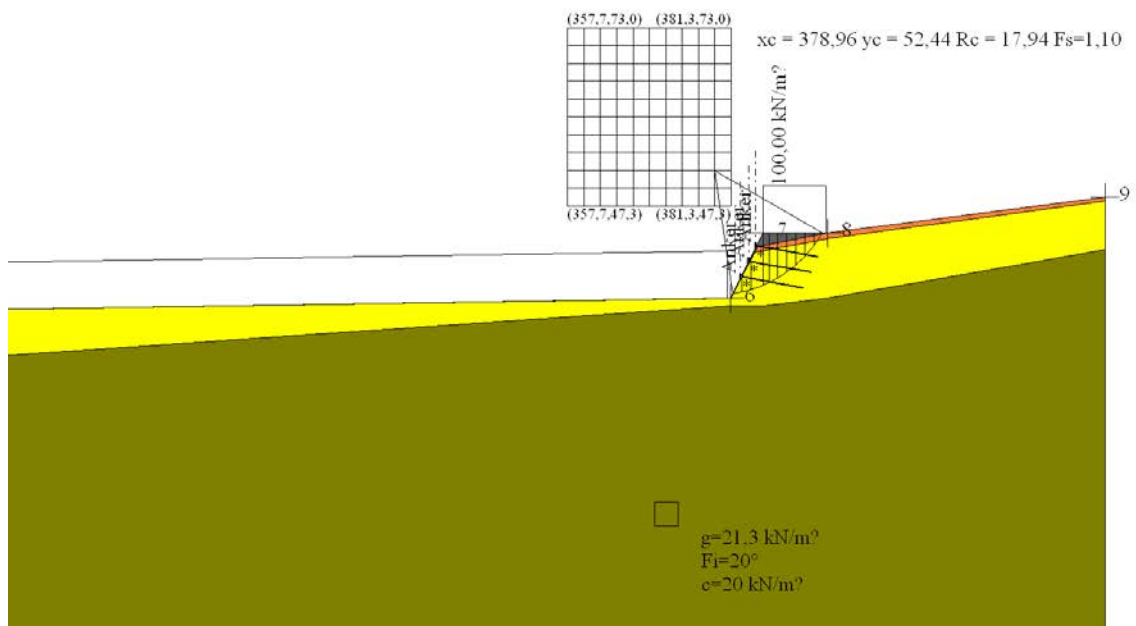 (357,7,73,0) (381,3,73,0)
xc = 378,96 yc = 52,44 Rc = 17,94 Fs=1,10
100,00 kN/m?
(357,7,47,3) (381,3,47,3)
9
7
8
Anker
6
g=21,3 kN/m?
Fi=20°
c=20 kN/m?